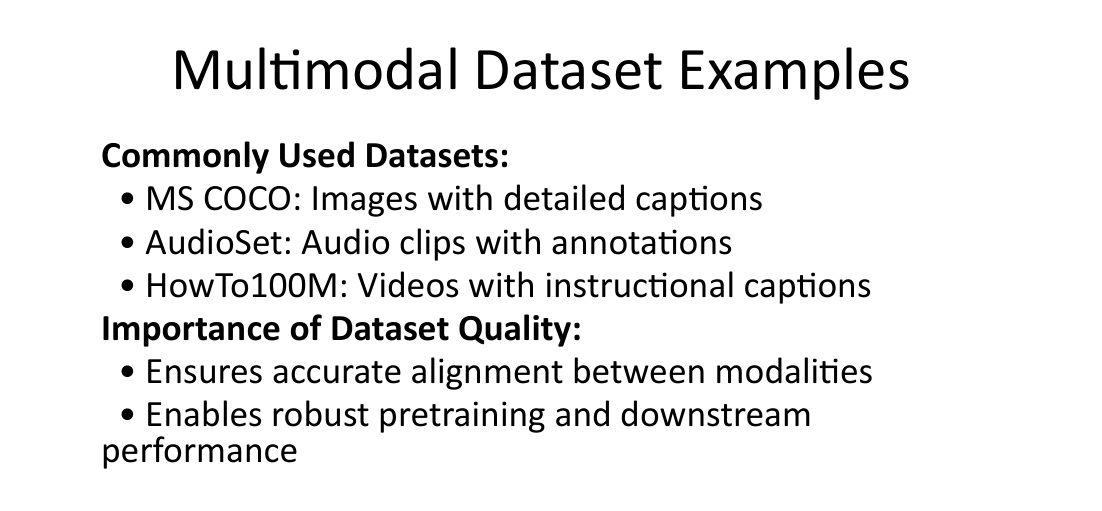 Multimodal Dataset Examples
Commonly Used Datasets:
• MS COCO: Images with detailed captions
• AudioSet: Audio clips with annotations
• HowTo100M: Videos with instructional captions
Importance of Dataset Quality:
• Ensures accurate alignment between modalities
• Enables robust pretraining and downstream
performance